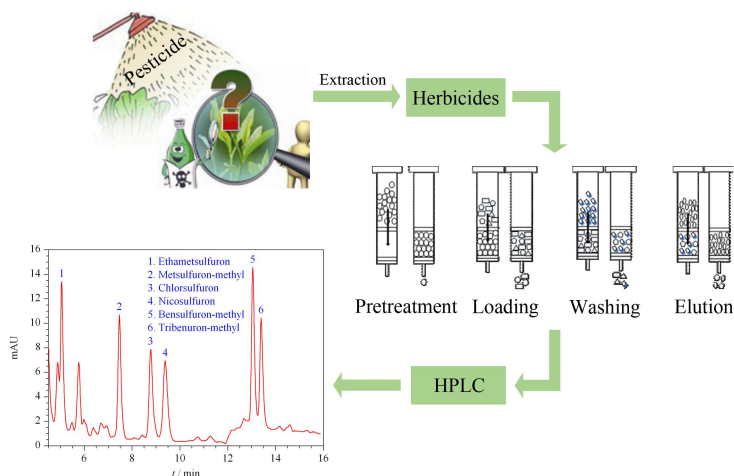 Pesticide
?
Extraction
Herbicides
Pretreatment
Loading
Washing
Elution
HPLC
16
14
12
10
8
6
4
2
0
mAU
1. Ethametsulfuron
2. Metsulfuron-methyl
3. Chlorsulfuron
4. Nicosulfuron
5. Bensulfuron-methyl
6. Tribenuron-methyl
1
2
3
4
5
6
6 8 10 12 14 16
t / min